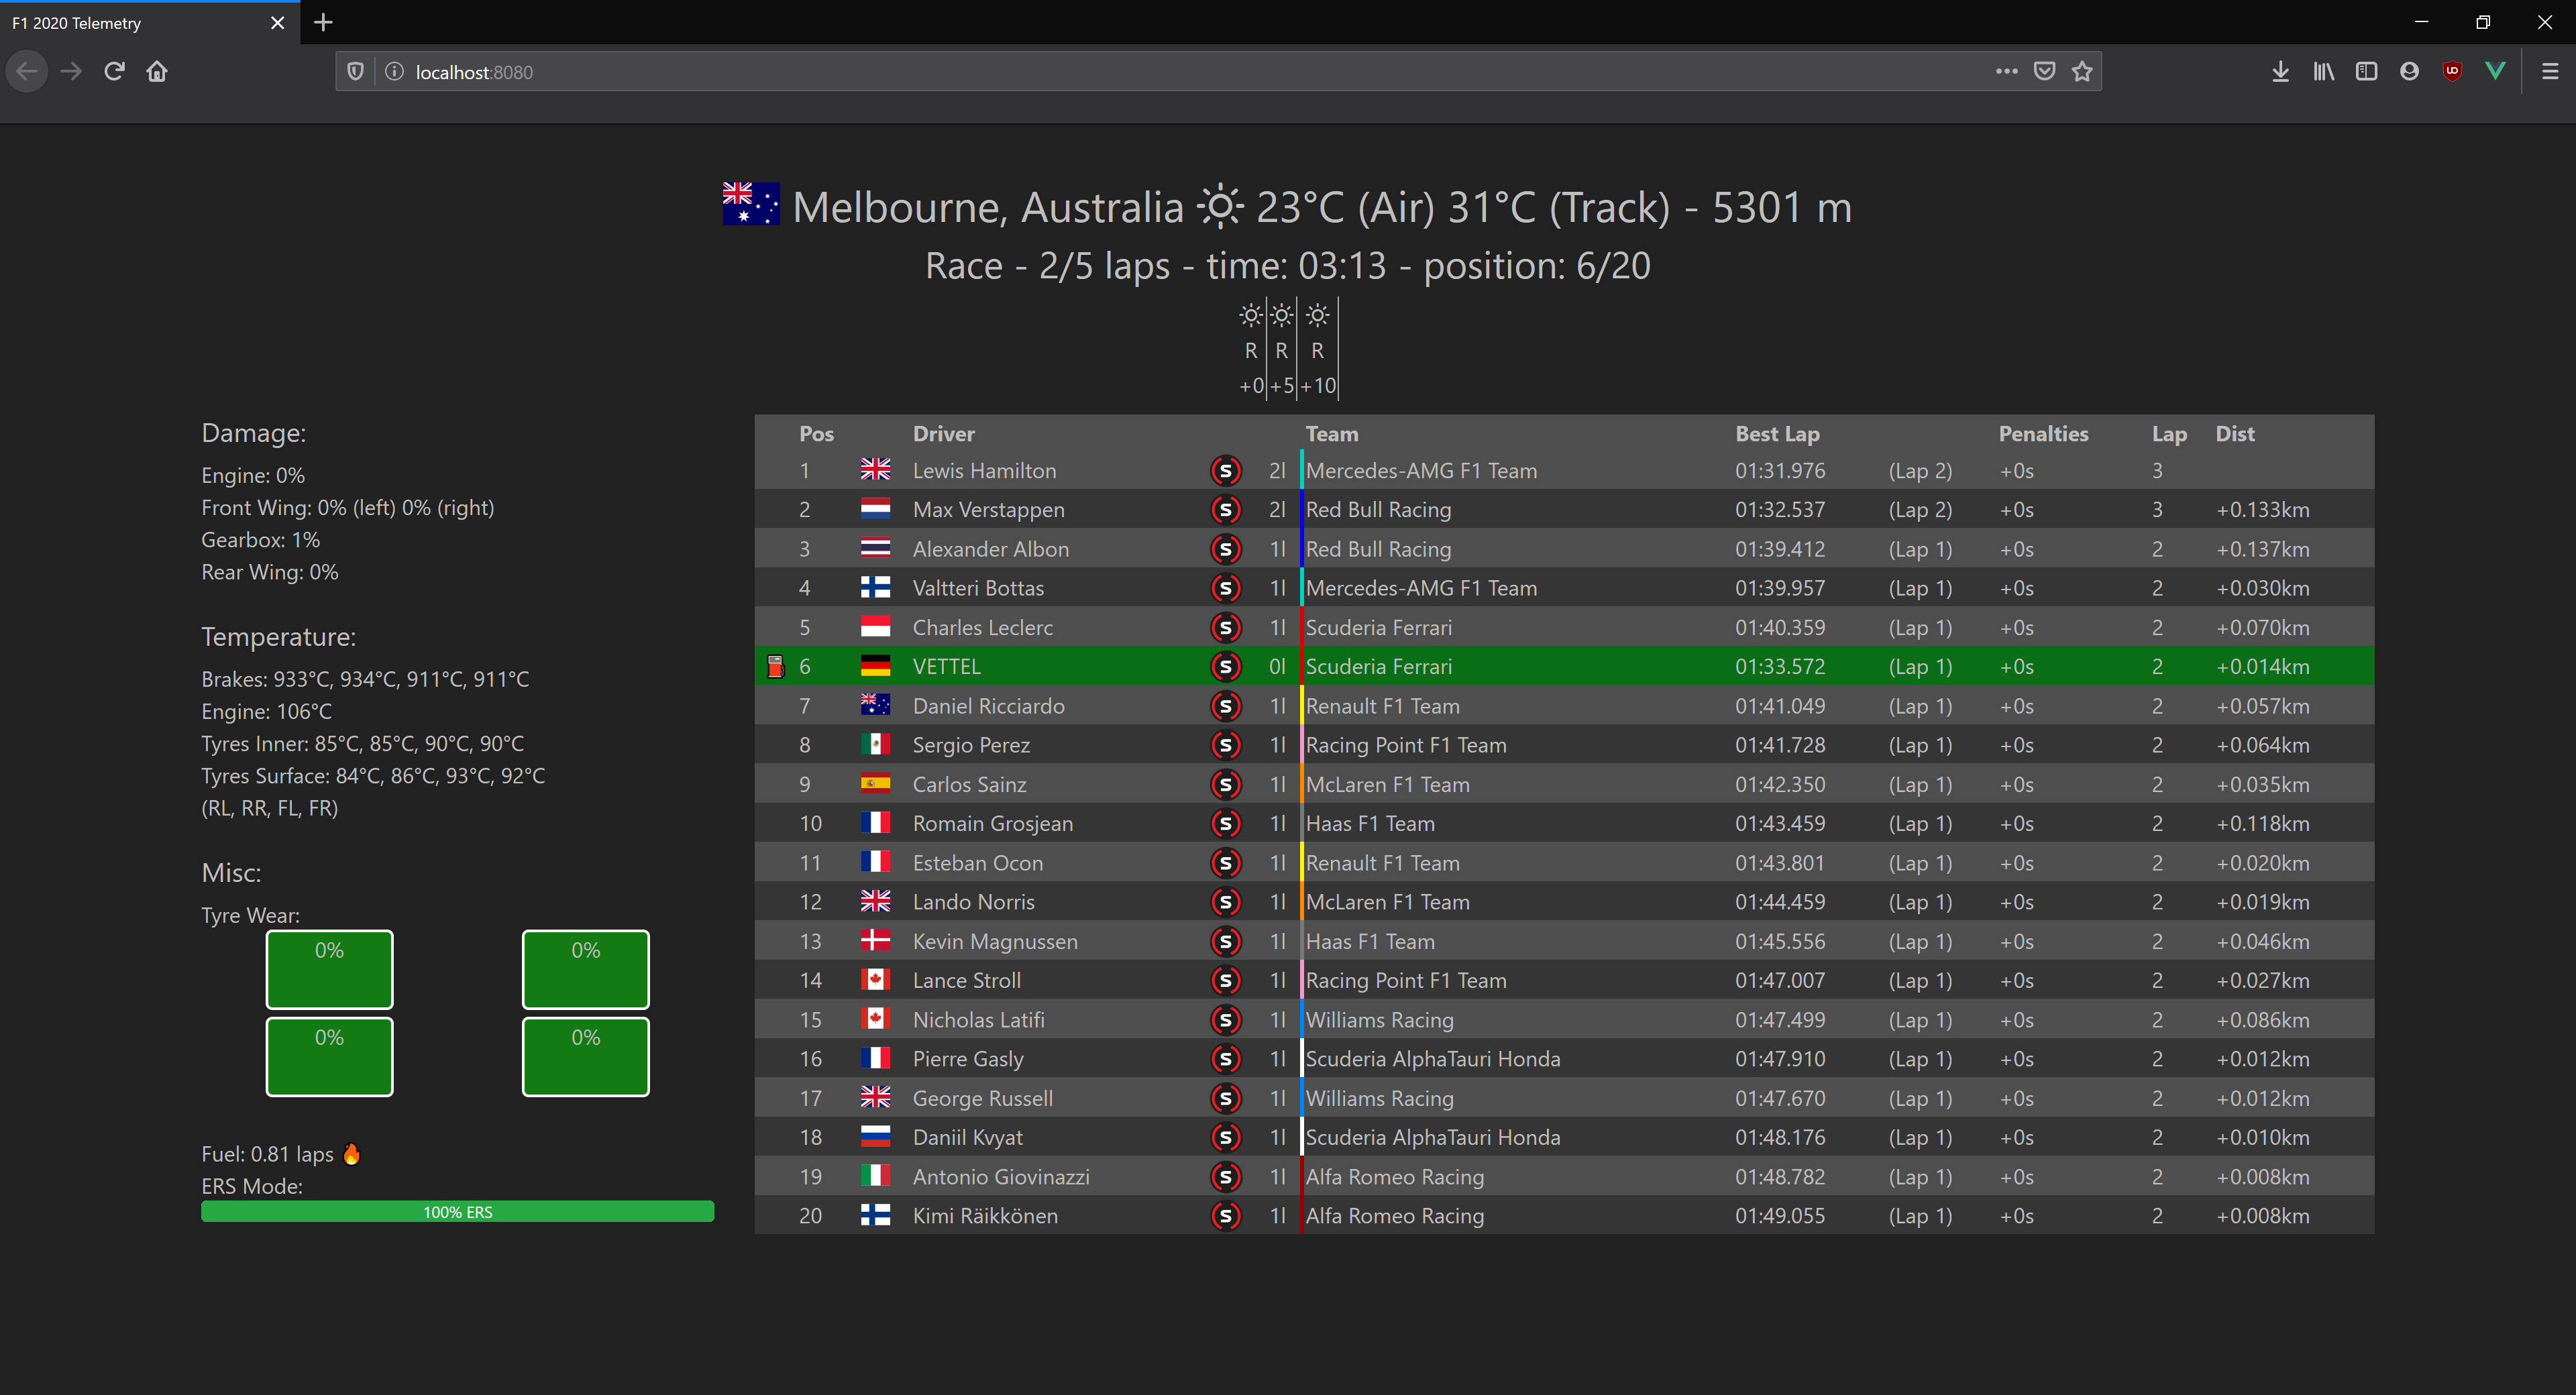 F1 2020 Telemetry
localhost:8080
Melbourne, Australia 23°C (Air) 31°C (Track) - 5301 m
Race - 2/5 laps - time: 03:13 - position: 6/20
R R R
+0 +5 +10
Damage:
Engine: 0%
Front Wing: 0% (left) 0% (right)
Gearbox: 1%
Rear Wing: 0%
Temperature:
Brakes: 933°C, 934°C, 911°C, 911°C
Engine: 106°C
Tyres Inner: 85°C, 85°C, 90°C, 90°C
Tyres Surface: 84°C, 86°C, 93°C, 92°C
(RL, RR, FL, FR)
Misc:
Tyre Wear:
0% 0%
0% 0%
Fuel: 0.81 laps
ERS Mode:
100% ERS
Pos Driver Team Best Lap Penalties Lap Dist
1 Lewis Hamilton S 2l Mercedes-AMG F1 Team 01:31.976 (Lap 2) +0s 3
2 Max Verstappen S 2l Red Bull Racing 01:32.537 (Lap 2) +0s 3 +0.133km
3 Alexander Albon S 1l Red Bull Racing 01:39.412 (Lap 1) +0s 2 +0.137km
4 Valtteri Bottas S 1l Mercedes-AMG F1 Team 01:39.957 (Lap 1) +0s 2 +0.030km
5 Charles Leclerc S 1l Scuderia Ferrari 01:40.359 (Lap 1) +0s 2 +0.070km
6 VETTEL S 0l Scuderia Ferrari 01:33.572 (Lap 1) +0s 2 +0.014km
7 Daniel Ricciardo S 1l Renault F1 Team 01:41.049 (Lap 1) +0s 2 +0.057km
8 Sergio Perez S 1l Racing Point F1 Team 01:41.728 (Lap 1) +0s 2 +0.064km
9 Carlos Sainz S 1l McLaren F1 Team 01:42.350 (Lap 1) +0s 2 +0.035km
10 Romain Grosjean S 1l Haas F1 Team 01:43.459 (Lap 1) +0s 2 +0.118km
11 Esteban Ocon S 1l Renault F1 Team 01:43.801 (Lap 1) +0s 2 +0.020km
12 Lando Norris S 1l McLaren F1 Team 01:44.459 (Lap 1) +0s 2 +0.019km
13 Kevin Magnussen S 1l Haas F1 Team 01:45.556 (Lap 1) +0s 2 +0.046km
14 Lance Stroll S 1l Racing Point F1 Team 01:47.007 (Lap 1) +0s 2 +0.027km
15 Nicholas Latifi S 1l Williams Racing 01:47.499 (Lap 1) +0s 2 +0.086km
16 Pierre Gasly S 1l Scuderia AlphaTauri Honda 01:47.910 (Lap 1) +0s 2 +0.012km
17 George Russell S 1l Williams Racing 01:47.670 (Lap 1) +0s 2 +0.012km
18 Daniil Kvyat S 1l Scuderia AlphaTauri Honda 01:48.176 (Lap 1) +0s 2 +0.010km
19 Antonio Giovinazzi S 1l Alfa Romeo Racing 01:48.782 (Lap 1) +0s 2 +0.008km
20 Kimi Räikkönen S 1l Alfa Romeo Racing 01:49.055 (Lap 1) +0s 2 +0.008km